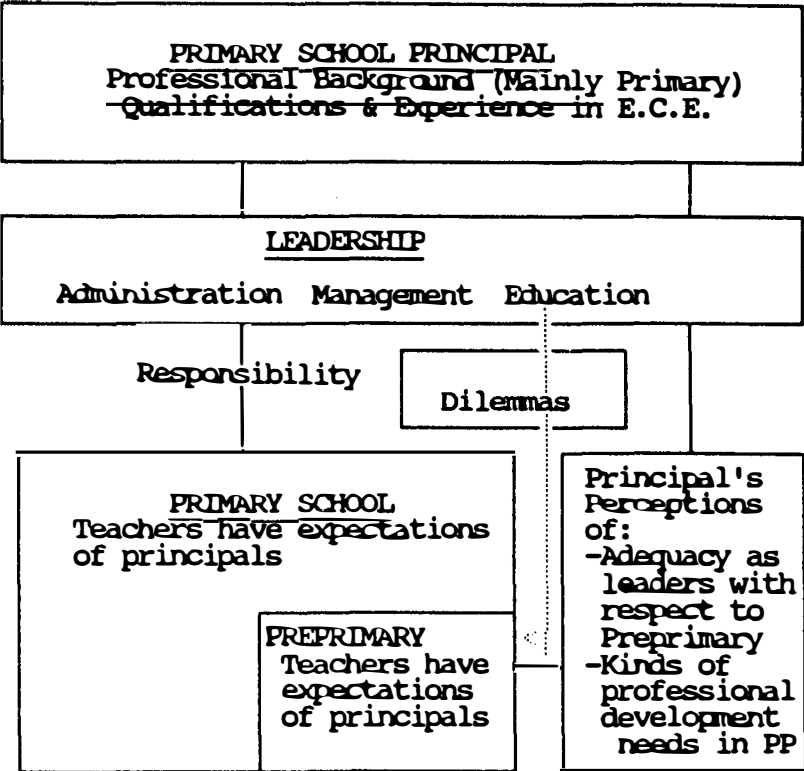 PRIMARY SCHOOL PRINCIPAL
Professional Background (Mainly Primary)
Qualifications & Experience in E.C.E.
LEADERSHIP
Administration Management Education
Responsibility
Dilemmas
PRIMARY SCHOOL
Teachers have expectations
of principals
PREPRIMARY
Teachers have
expectations
of principals
Principal's
Perceptions
of:
-Adequacy as
leaders with
respect to
Preprimary
-Kinds of
professional
development
needs in PP